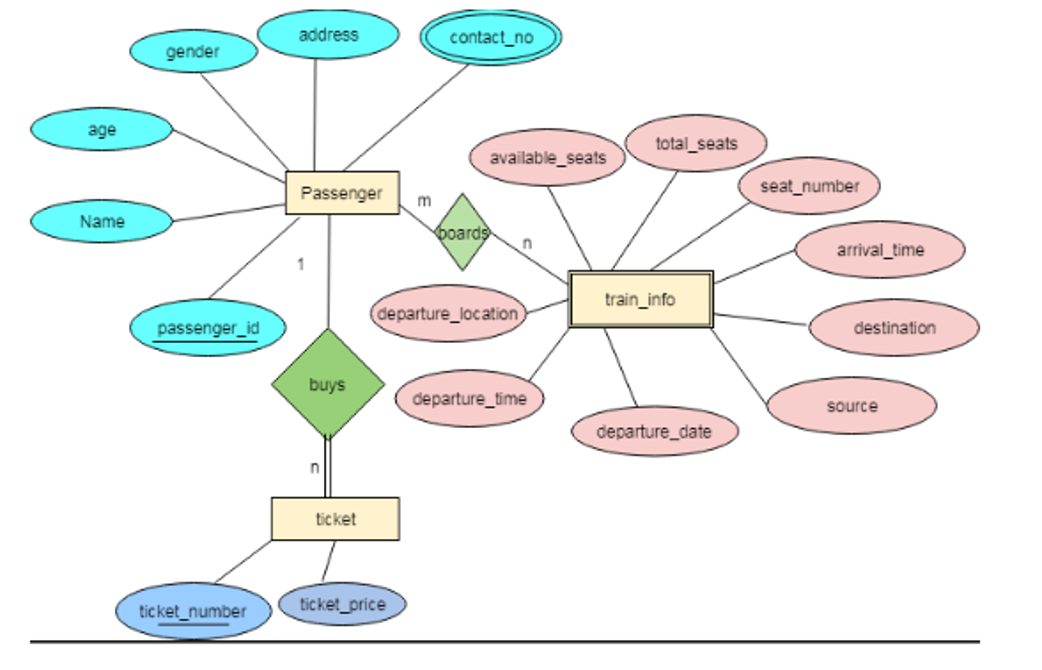 address
contact_no
gender
age
available_seats
total_seats
seat_number
Passenger
m
Name
boards
n
arrival_time
1
train_info
departure_location
passenger_id
destination
buys
departure_time
source
departure_date
n
ticket
ticket_number
ticket_price